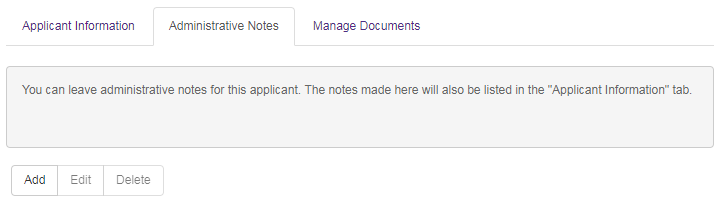 Applicant Information Administrative Notes Manage Documents
You can leave administrative notes for this applicant. The notes made here will also be listed in the "Applicant Information" tab.
Add Edit Delete